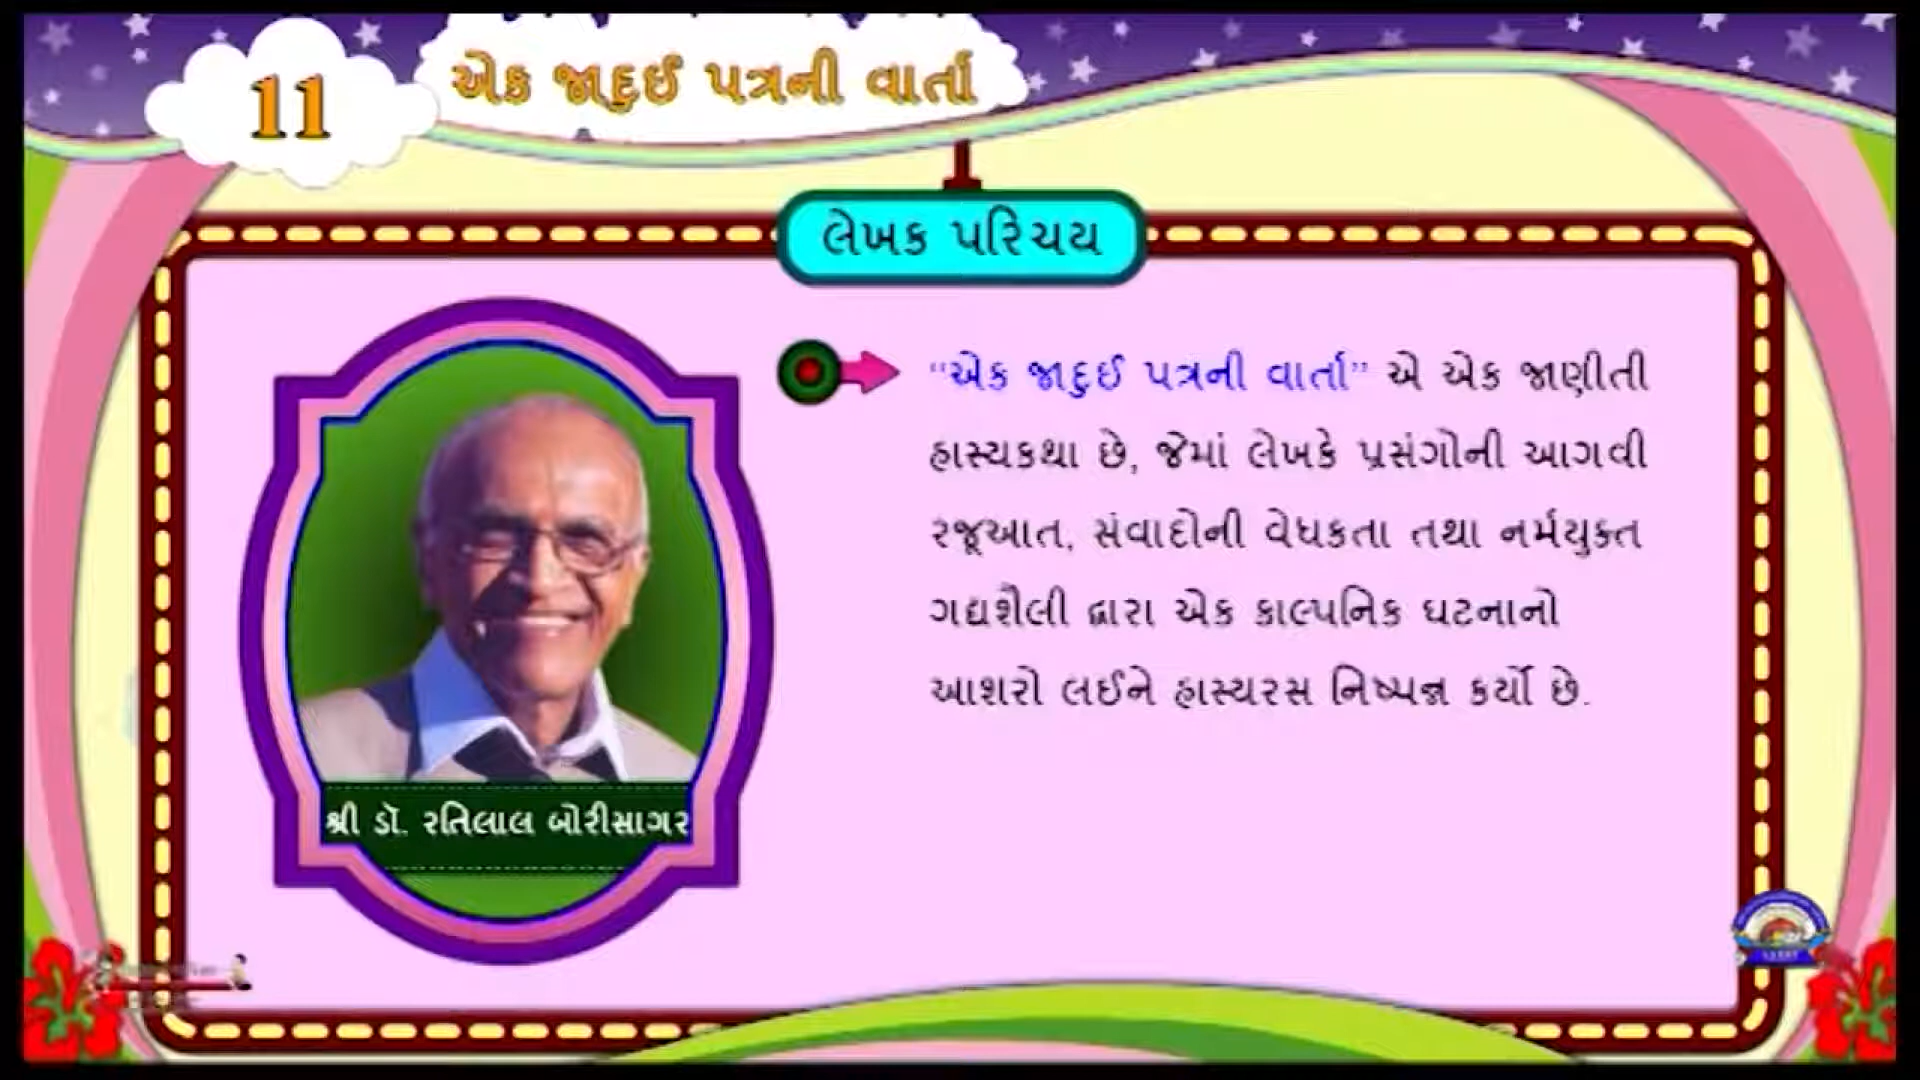 11
એક જાદુઈ પત્રની વાર્તા
લેખક પરિચય
“એક જાદુઈ પત્રની વાર્તા” એ એક જાણીતી
હાસ્યકથા છે, જેમાં લેખકે પ્રસંગોની આગવી
રજૂઆત, સંવાદોની વેધકતા તથા નર્મયુક્ત
ગદ્યશૈલી દ્વારા એક કાલ્પનિક ઘટનાનો
આશરો લઈને હાસ્યરસ નિષ્પન્ન કર્યો છે.
શ્રી ડૉ. રતિલાલ બોરીસાગર